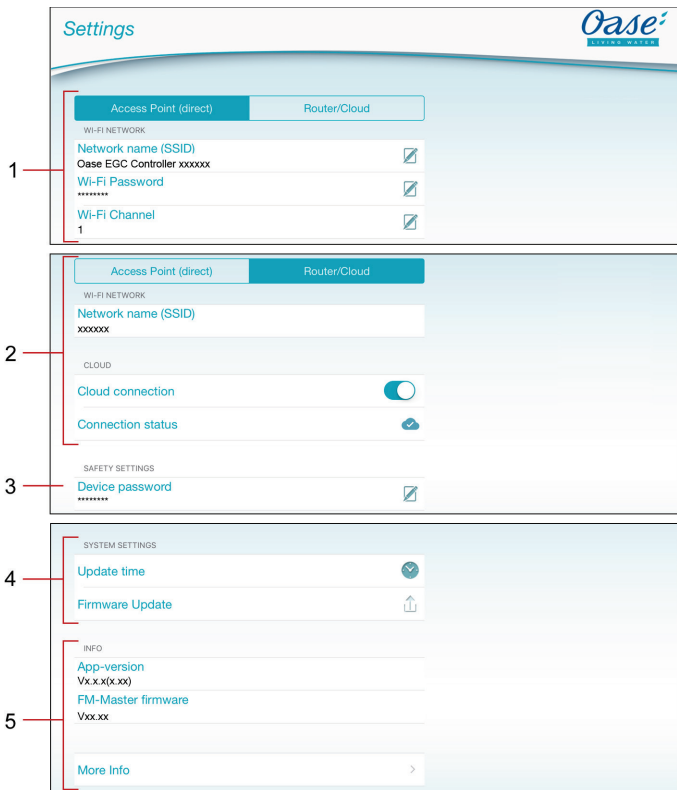 Settings
Oase
LIVING WATER
1
Access Point (direct) Router/Cloud
WI-FI NETWORK
Network name (SSID)
Oase EGC Controller xxxxxx
Wi-Fi Password
********
Wi-Fi Channel
1
2
Access Point (direct) Router/Cloud
WI-FI NETWORK
Network name (SSID)
xxxxxx
CLOUD
Cloud connection
Connection status
3
SAFETY SETTINGS
Device password
********
4
SYSTEM SETTINGS
Update time
Firmware Update
5
INFO
App-version
Vx.x.x(x.xx)
FM-Master firmware
Vxx.xx
More Info